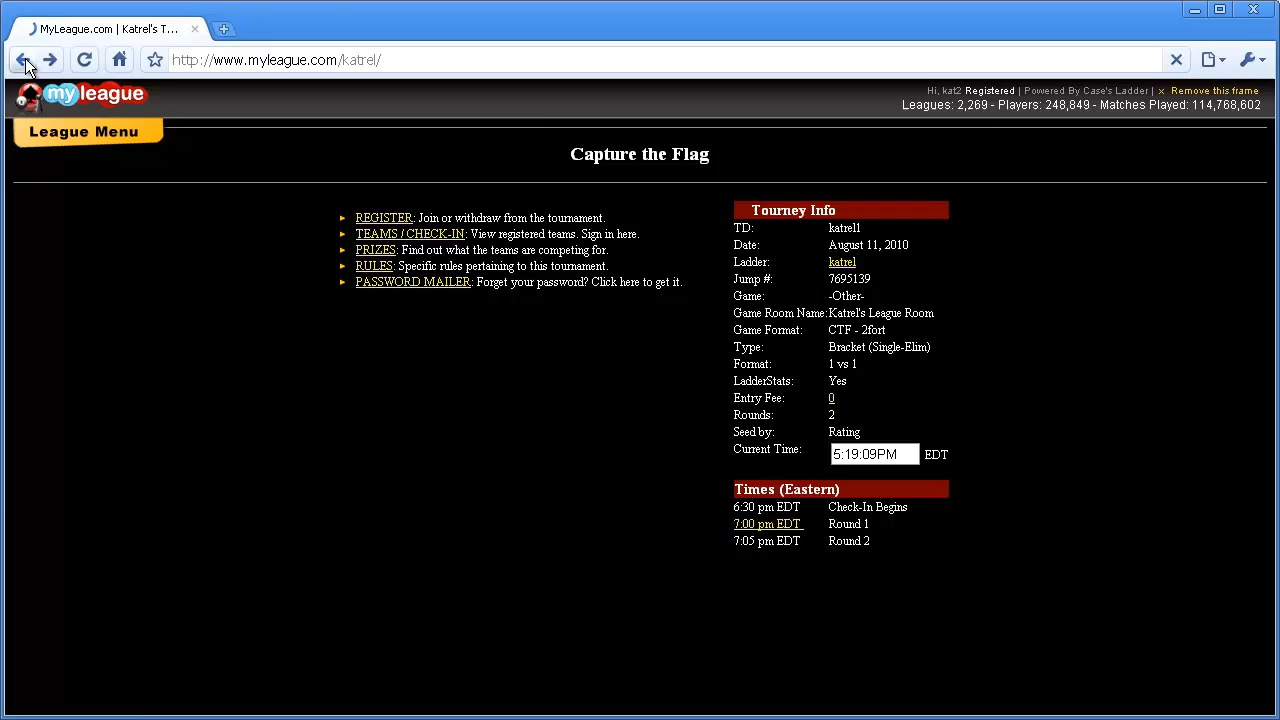 MyLeague.com | Katrel's T...
http://www.myleague.com/katrel/
myleague
Hi, kat2 Registered | Powered By Case's Ladder | x Remove this frame
Leagues: 2,269 - Players: 248,849 - Matches Played: 114,768,602
League Menu
Capture the Flag
REGISTER: Join or withdraw from the tournament.
TEAMS / CHECK-IN: View registered teams. Sign in here.
PRIZES: Find out what the teams are competing for.
RULES: Specific rules pertaining to this tournament.
PASSWORD MAILER: Forget your password? Click here to get it.
Tourney Info
TD: katrel1
Date: August 11, 2010
Ladder: katrel
Jump #: 7695139
Game: -Other-
Game Room Name: Katrel's League Room
Game Format: CTF - 2fort
Type: Bracket (Single-Elim)
Format: 1 vs 1
LadderStats: Yes
Entry Fee: 0
Rounds: 2
Seed by: Rating
Current Time: 5:19:09PM EDT
Times (Eastern)
6:30 pm EDT Check-In Begins
7:00 pm EDT Round 1
7:05 pm EDT Round 2